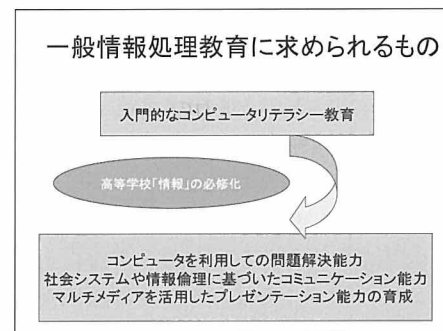 一般情報処理教育に求められるもの
入門的なコンピュータリテラシー教育
高等学校「情報」の必修化
コンピュータを利用しての問題解決能力
社会システムや情報倫理に基づいたコミュニケーション能力
マルチメディアを活用したプレゼンテーション能力の育成